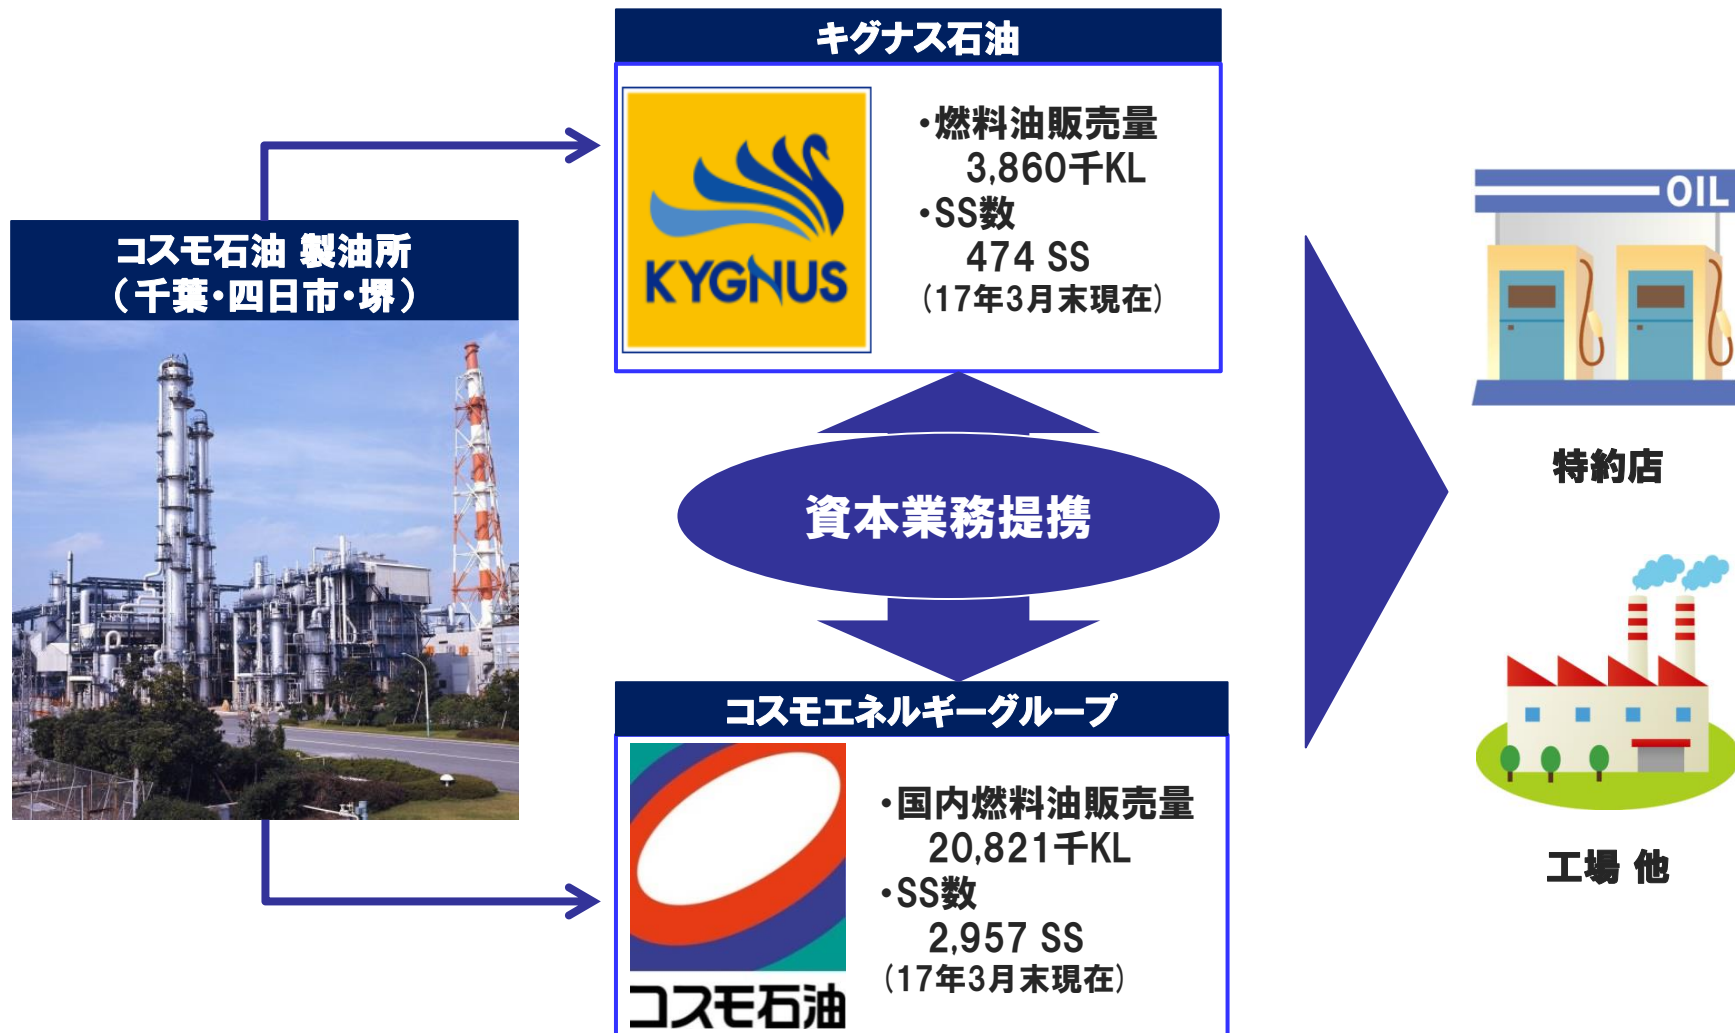 キグナス石油
KYGNUS
・燃料油販売量
3,860千KL
・SS数
474 SS
(17年3月末現在)
コスモ石油 製油所
(千葉・四日市・堺)
資本業務提携
コスモエネルギーグループ
コスモ石油
・国内燃料油販売量
20,821千KL
・SS数
2,957 SS
(17年3月末現在)
OIL
特約店
工場 他